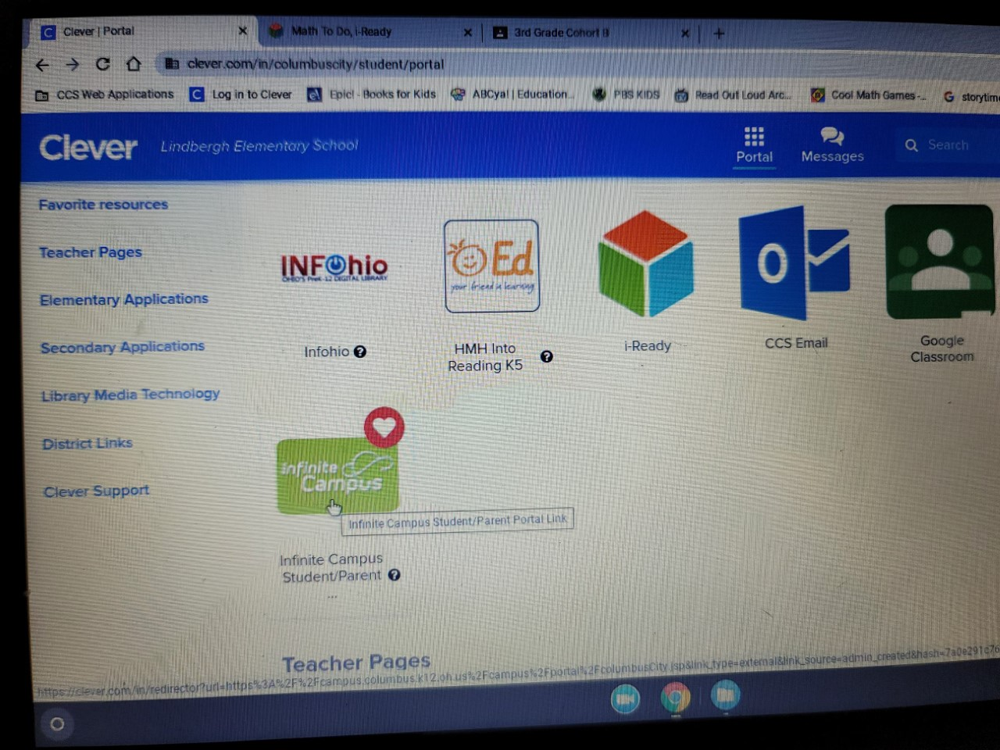 Clever | Portal
Math To Do, i-Ready
3rd Grade Cohort B
clever.com/in/columbuscity/student/portal
CCS Web Applications
Log in to Clever
Epic! - Books for Kids
ABCya! | Education...
PBS KIDS
Read Out Loud Arc...
Cool Math Games -...
storytime
Clever
Lindbergh Elementary School
Portal
Messages
Search
Favorite resources
Teacher Pages
Elementary Applications
Secondary Applications
Library Media Technology
District Links
Clever Support
INFOhio
OHIO'S PreK-12 DIGITAL LIBRARY
Infohio
Ed
your friend in learning
HMH Into
Reading K5
i-Ready
CCS Email
Google
Classroom
Infinite
Campus
Infinite Campus Student/Parent Portal Link
Infinite Campus
Student/Parent
...
Teacher Pages
https://clever.com/in/redirector?url=https%3A%2F%2Fcampus.columbus.k12.oh.us%2Fcampus%2Fportal%2FcolumbusCity.jsp&link_type=external&link_source=admin_created&hash=7a0e291c76